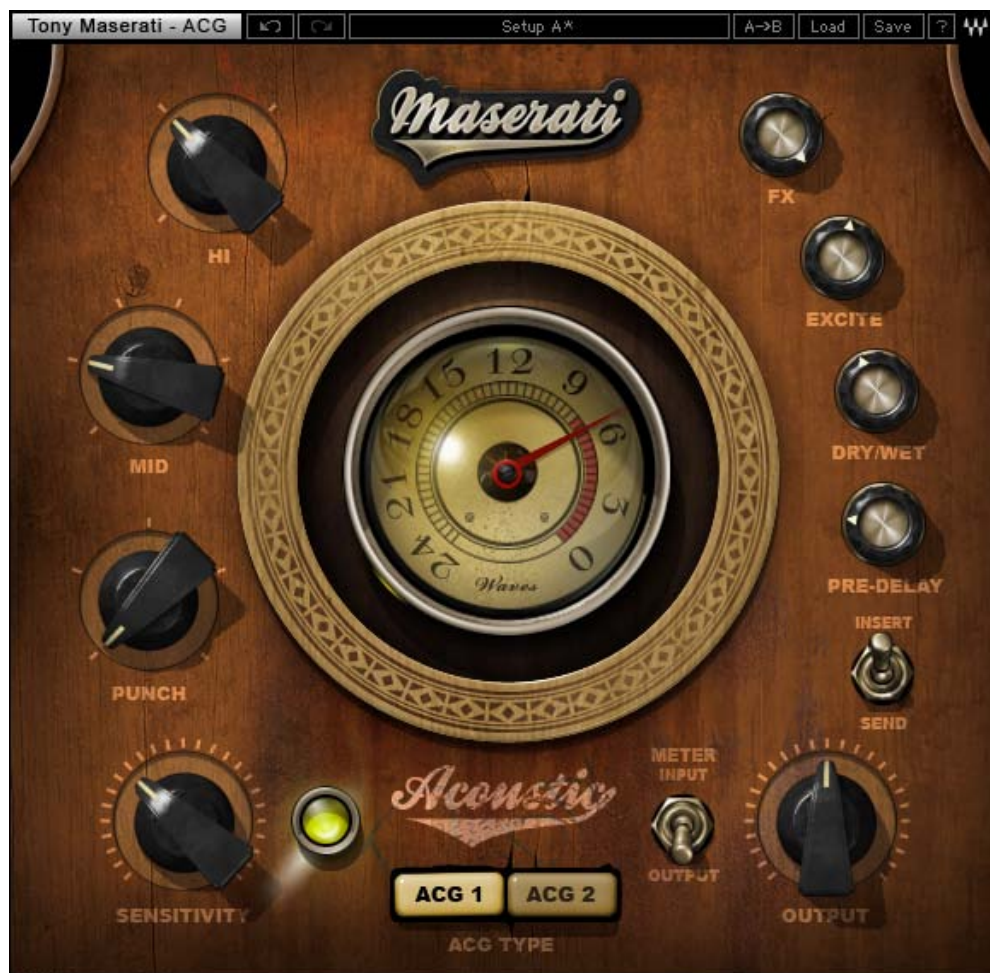 Tony Maserati - ACG
Setup A*
A->B
Load
Save
?
Maserati
FX
HI
EXCITE
MID
DRY/WET
PRE-DELAY
PUNCH
INSERT
SEND
24 21 18 15 12 9 6 3 0
Waves
Acoustic
METER
INPUT
OUTPUT
SENSITIVITY
ACG 1
ACG 2
OUTPUT
ACG TYPE